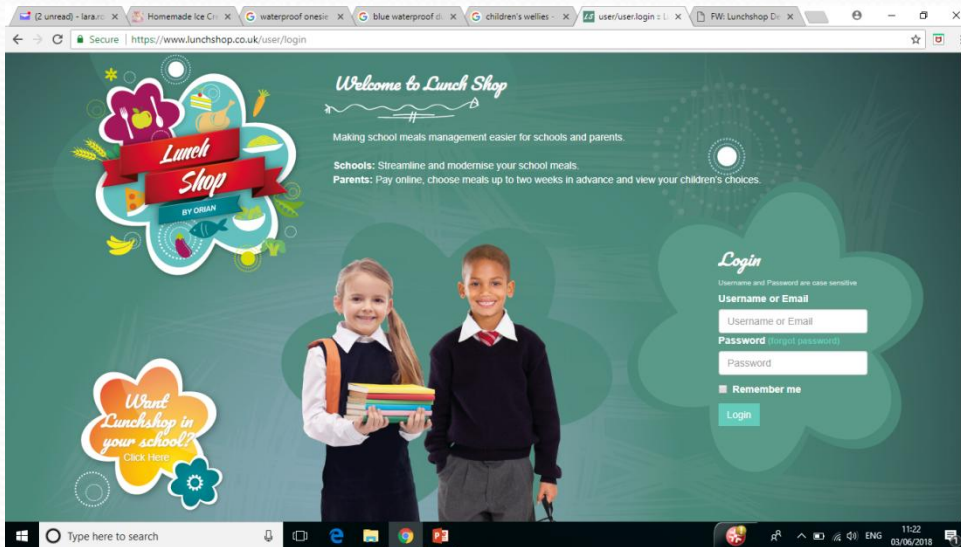 (2 unread) - lara.ro
Homemade Ice Cr
waterproof onesie
blue waterproof d
children's wellies -
user/user.login :: L
FW: Lunchshop De
Secure | https://www.lunchshop.co.uk/user/login
Welcome to Lunch Shop
Making school meals management easier for schools and parents.
Schools: Streamline and modernise your school meals.
Parents: Pay online, choose meals up to two weeks in advance and view your children's choices.
Lunch
Shop
BY ORIAN
Login
Username and Password are case sensitive
Username or Email
Username or Email
Password (forgot password)
Password
Remember me
Login
Want
Lunchshop in
your school?
Click Here
Type here to search
ENG
11:22
03/06/2018